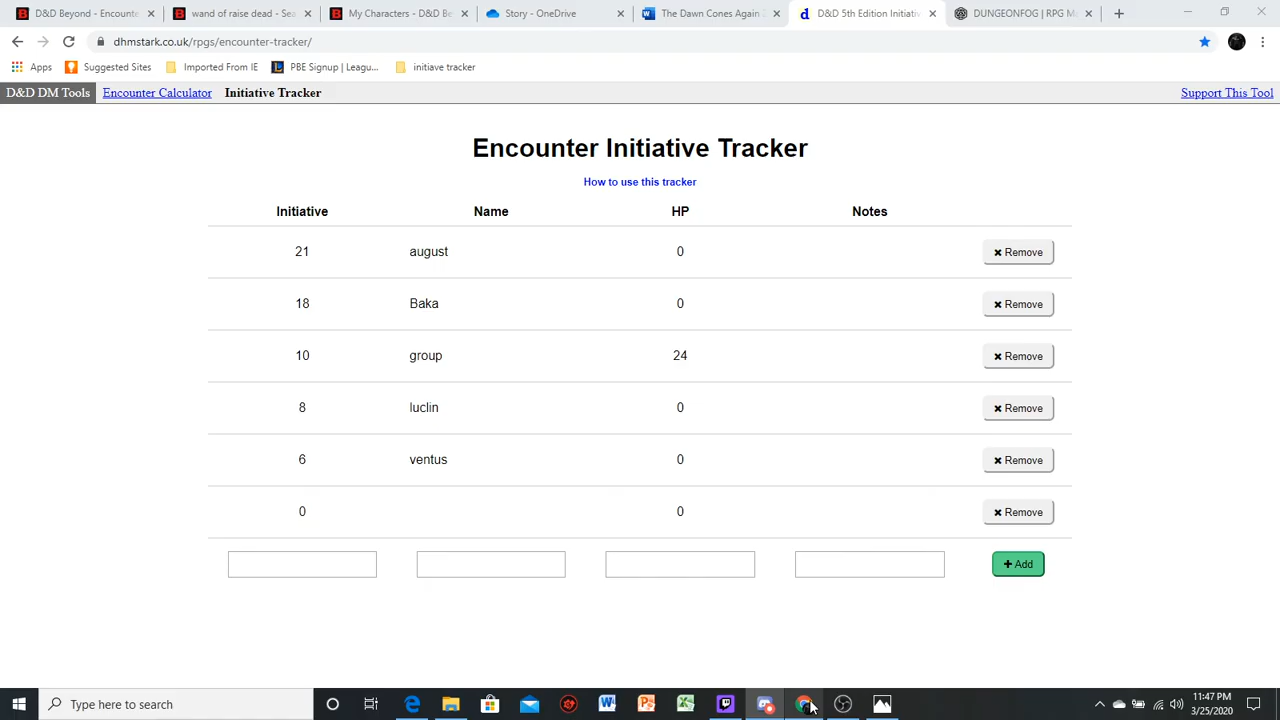 D&D Beyond - Encounte
wand of raise dead - Sea
My Characters - D&D B
Story - OneDrive
The Dawn Cones Again
D&D 5th Edition Initiativ
DUNGEONFOG | RPG M
dhmstark.co.uk/rpgs/encounter-tracker/
Apps
Suggested Sites
Imported From IE
PBE Signup | Leagu...
initiave tracker
D&D DM Tools
Encounter Calculator
Initiative Tracker
Support This Tool
Encounter Initiative Tracker
How to use this tracker
Initiative Name HP Notes
21 august 0 Remove
18 Baka 0 Remove
10 group 24 Remove
8 luclin 0 Remove
6 ventus 0 Remove
0 0 Remove
Add
Type here to search
11:47 PM
3/25/2020